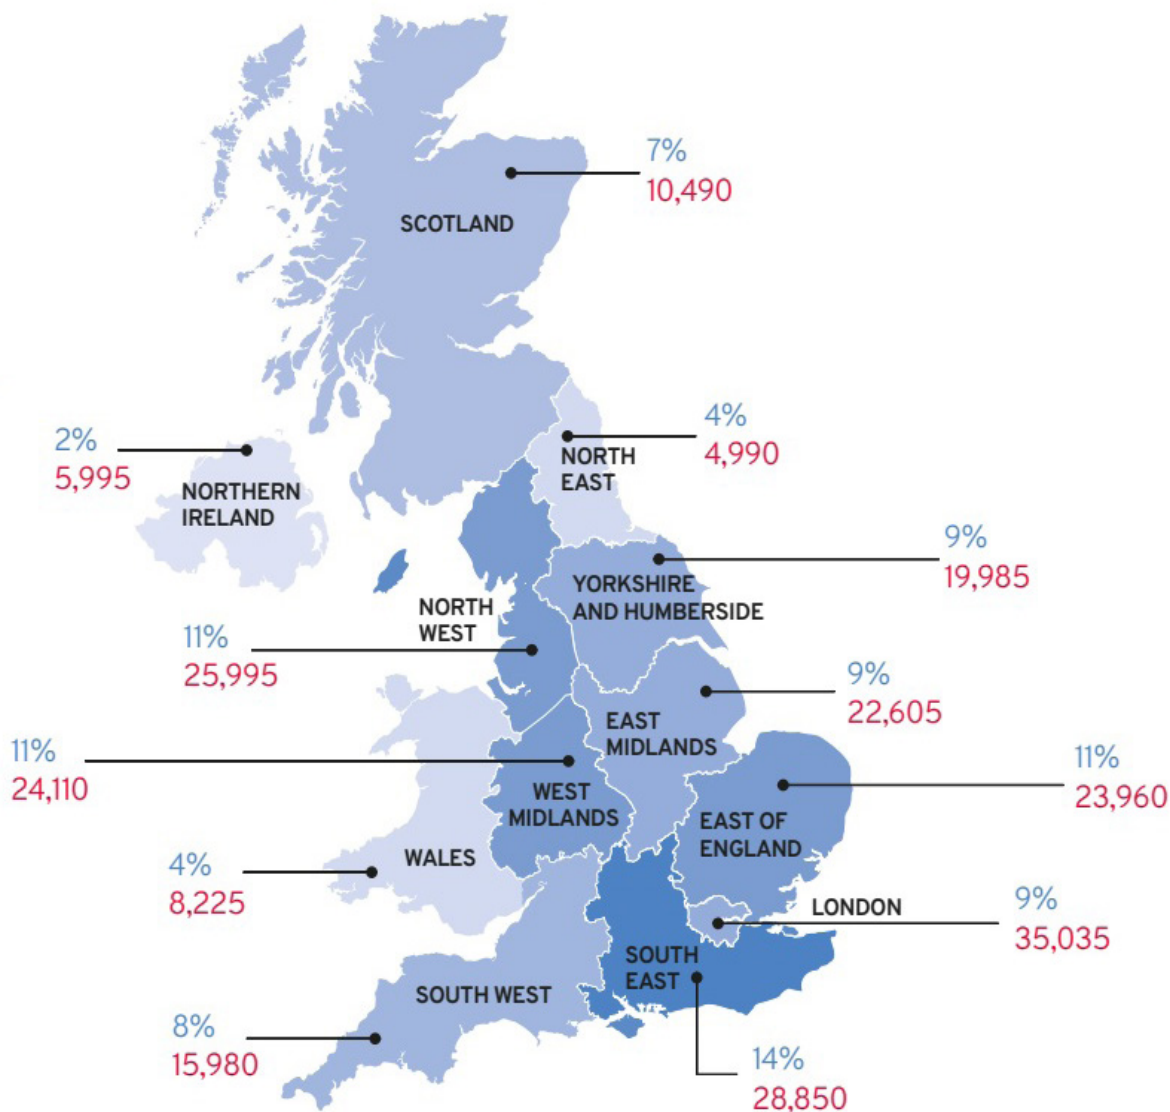 7%
10,490
SCOTLAND
4%
4,990
2%
5,995
NORTH
EAST
NORTHERN
IRELAND
9%
19,985
YORKSHIRE
AND HUMBERSIDE
NORTH
WEST
11%
25,995
9%
22,605
EAST
MIDLANDS
11%
24,110
11%
23,960
WEST
MIDLANDS
EAST OF
ENGLAND
WALES
4%
8,225
LONDON
9%
35,035
SOUTH
EAST
SOUTH WEST
8%
15,980
14%
28,850